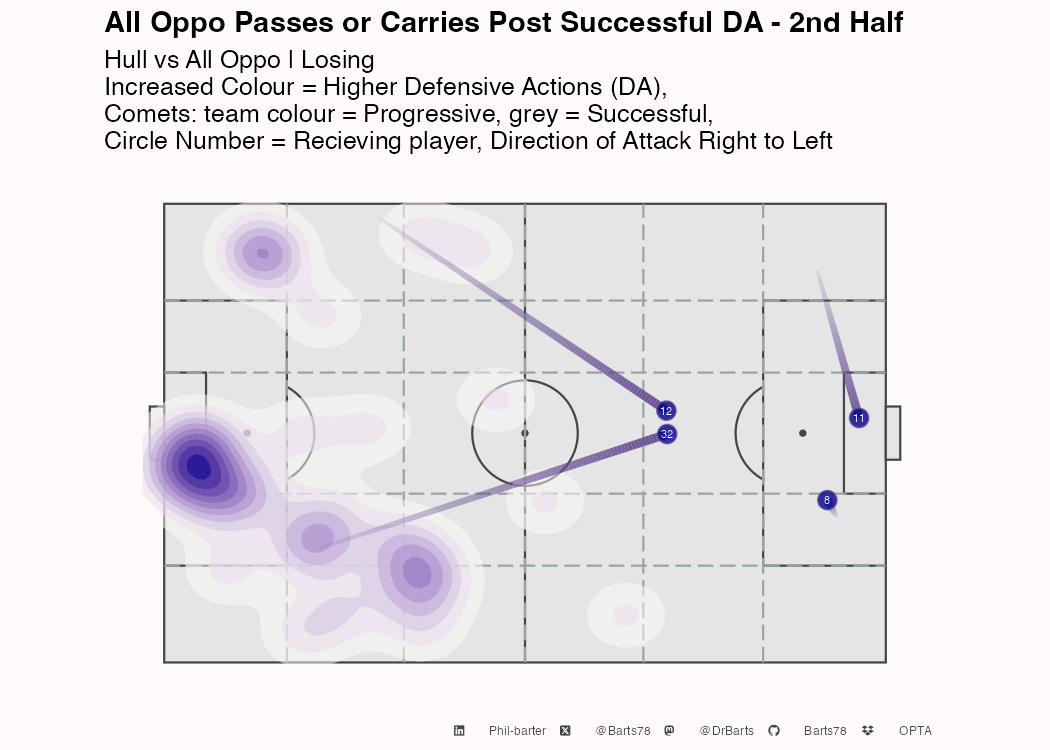 All Oppo Passes or Carries Post Successful DA - 2nd Half
Hull vs All Oppo | Losing
Increased Colour = Higher Defensive Actions (DA),
Comets: team colour = Progressive, grey = Successful,
Circle Number = Recieving player, Direction of Attack Right to Left
12
32
11
8
Phil-barter @Barts78 @DrBarts Barts78 OPTA